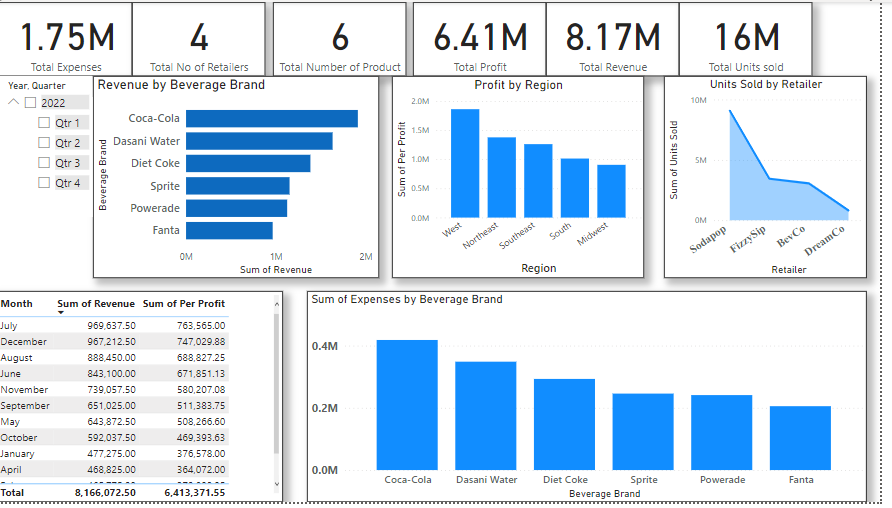 1.75M
Total Expenses
4
Total No of Retailers
6
Total Number of Product
6.41M
Total Profit
8.17M
Total Revenue
16M
Total Units sold
Year, Quarter
2022
Qtr 1
Qtr 2
Qtr 3
Qtr 4
Revenue by Beverage Brand
Beverage Brand
Coca-Cola
Dasani Water
Diet Coke
Sprite
Powerade
Fanta
0M 1M 2M
Sum of Revenue
Profit by Region
Sum of Per Profit
2.0M
1.5M
1.0M
0.5M
0.0M
West Northeast Southeast South Midwest
Region
Units Sold by Retailer
Sum of Units Sold
10M
5M
0M
Sodapop FizzySip BevCo DreamCo
Retailer
Month Sum of Revenue Sum of Per Profit
July 969,637.50 763,565.00
December 967,212.50 747,029.88
August 888,450.00 688,827.25
June 843,100.00 671,851.13
November 739,057.50 580,207.08
September 651,025.00 511,383.75
May 643,872.50 508,266.60
October 592,037.50 469,393.63
January 477,275.00 376,578.00
April 468,825.00 364,072.00
Total 8,166,072.50 6,413,371.55
Sum of Expenses by Beverage Brand
0.4M
0.2M
0.0M
Coca-Cola Dasani Water Diet Coke Sprite Powerade Fanta
Beverage Brand